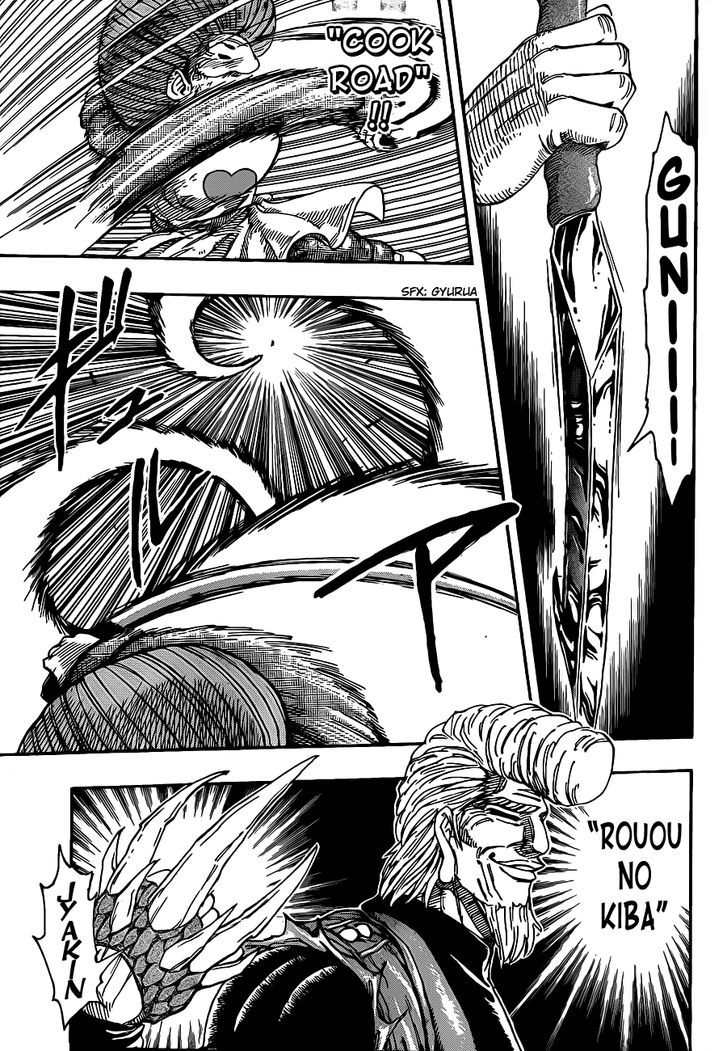 GUNIIIII
"COOK
ROAD"
!!
SFX: GYURUA
ギュルア
"ROUOU
NO
KIBA"
JYAKIN